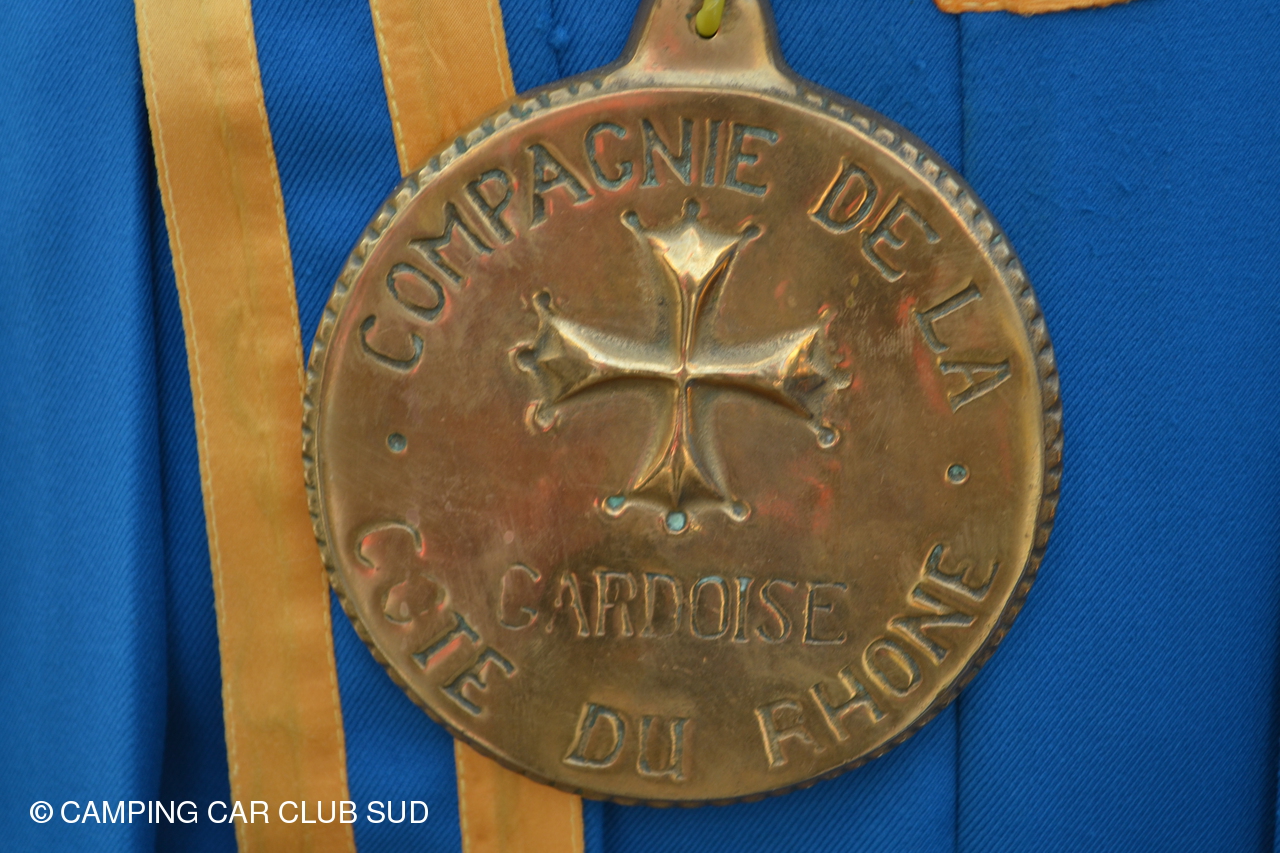 COMPAGNIE DE LA
CÔTE DU RHONE
GARDOISE
© CAMPING CAR CLUB SUD